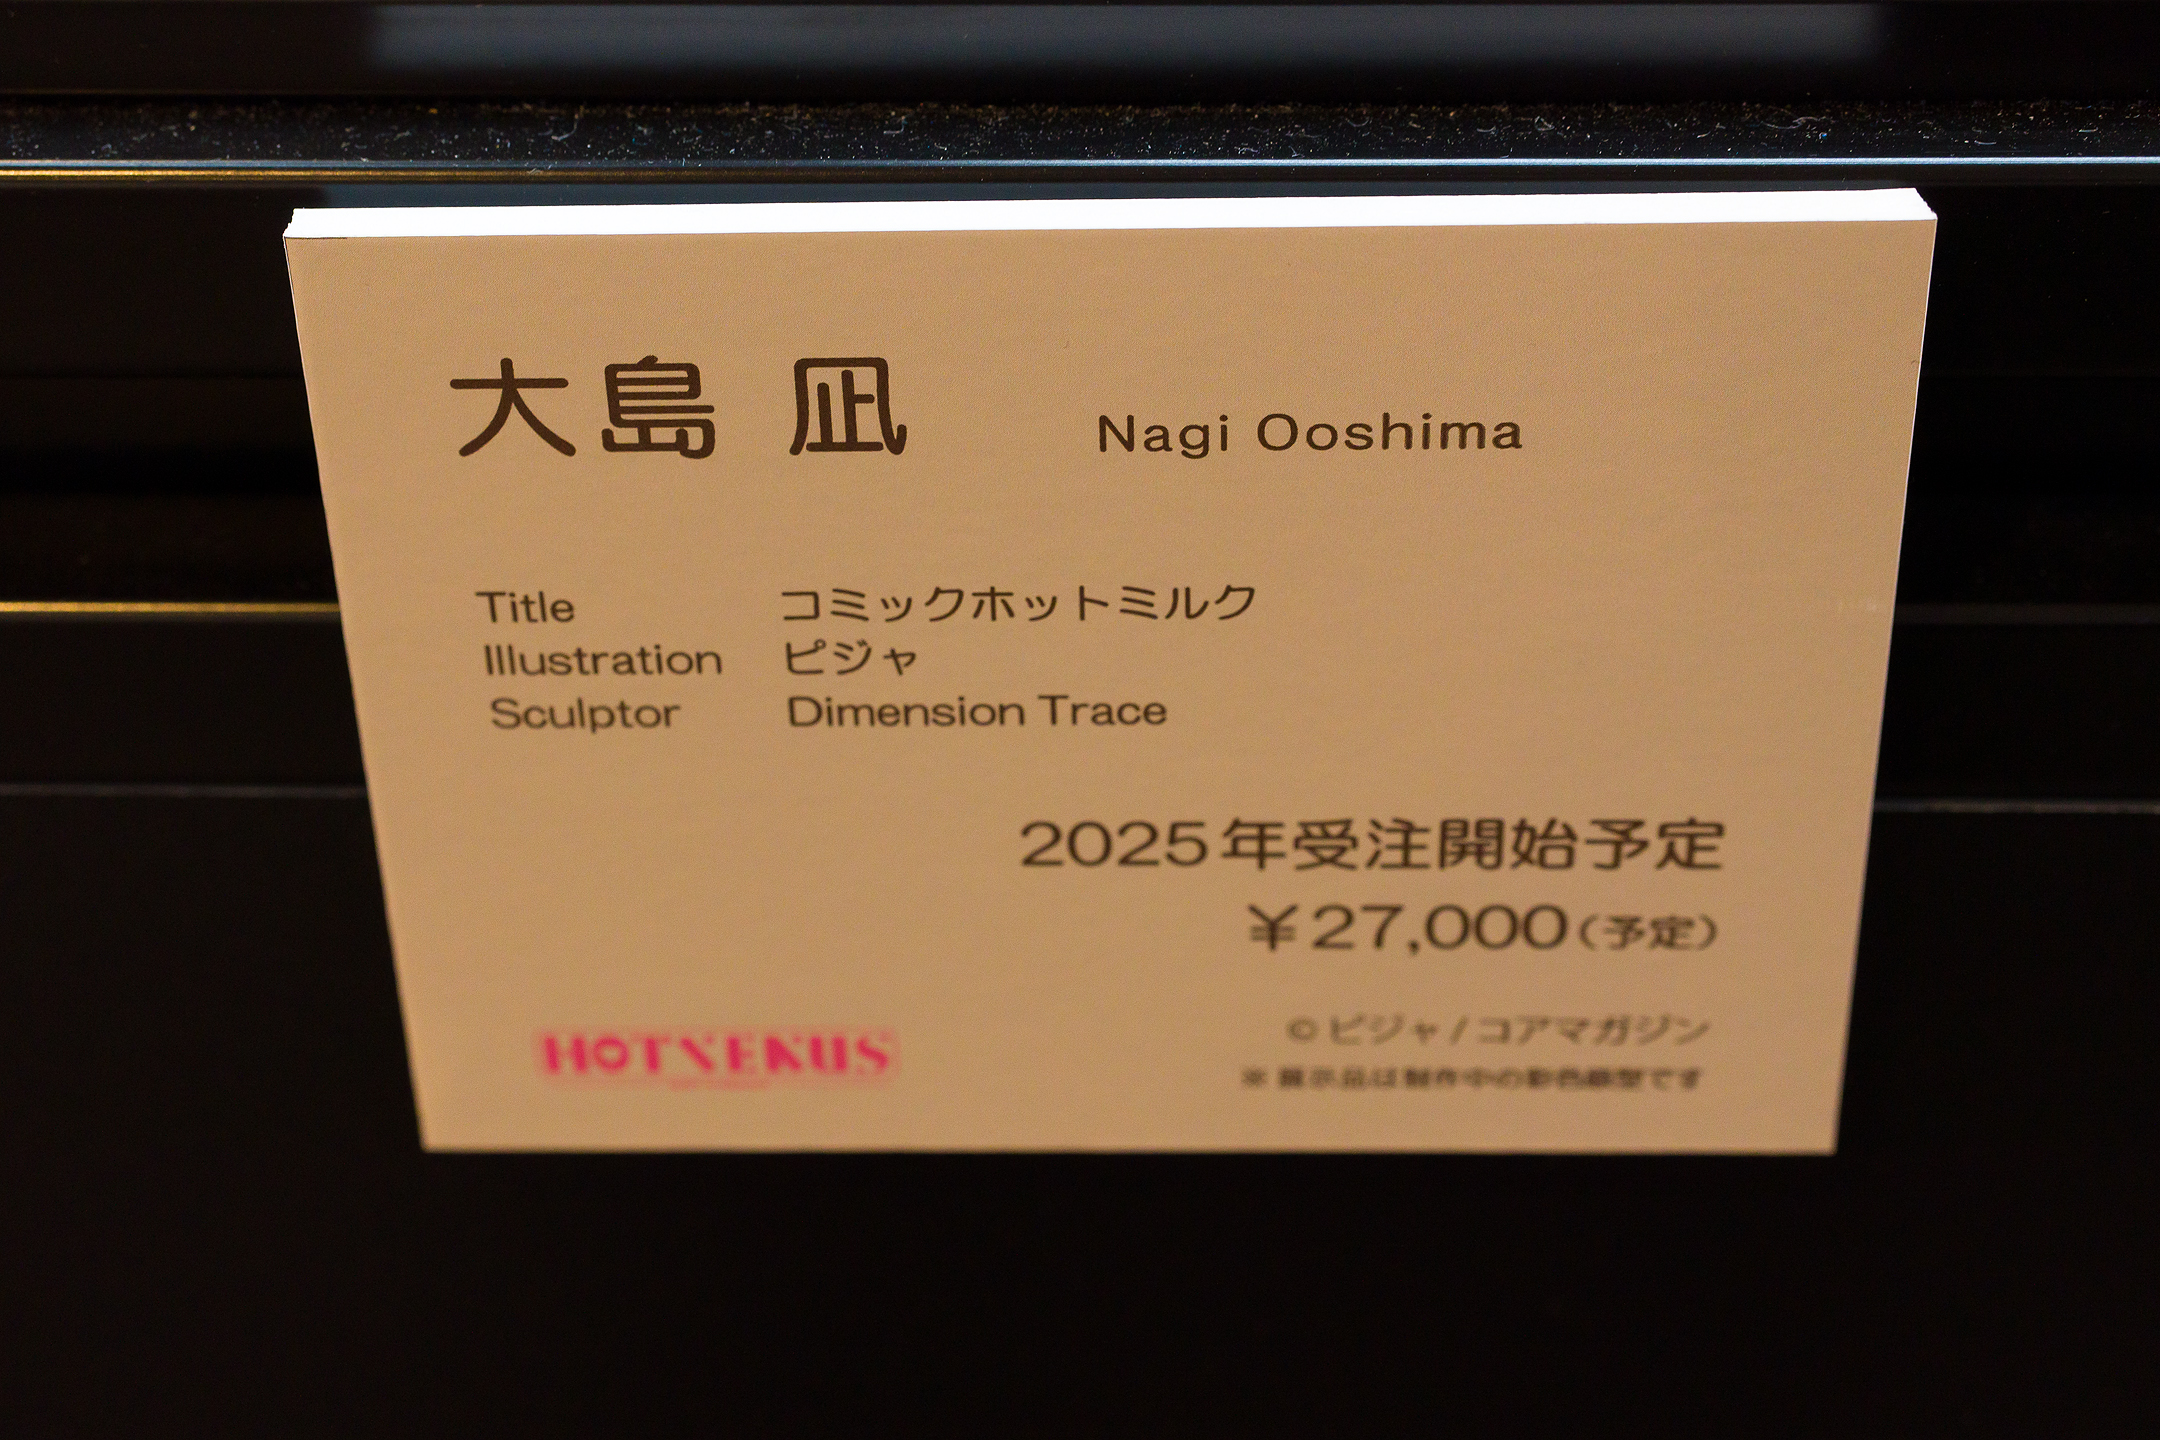 大島 凪 Nagi Ooshima
Title コミックホットミルク
Illustration ピジャ
Sculptor Dimension Trace
2025年受注開始予定
¥27,000(予定)
© ピジャ / コアマガジン
※ 展示品は制作中の彩色原型です
HOTVENUS